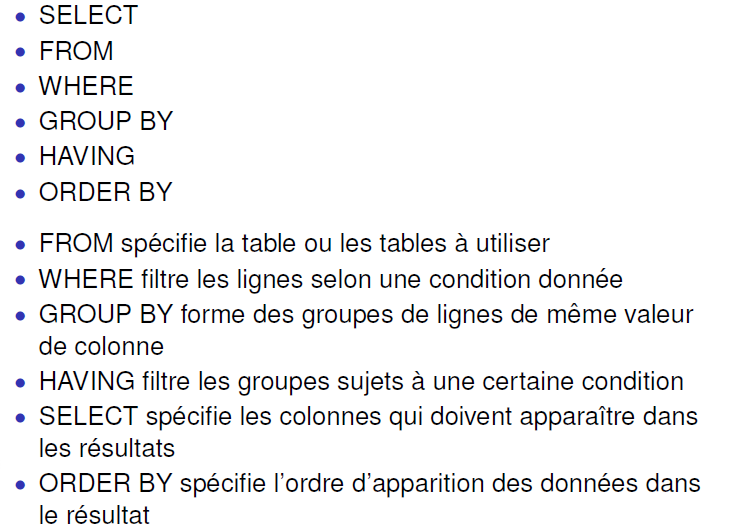 • SELECT
• FROM
• WHERE
• GROUP BY
• HAVING
• ORDER BY
• FROM spécifie la table ou les tables à utiliser
• WHERE filtre les lignes selon une condition donnée
• GROUP BY forme des groupes de lignes de même valeur
de colonne
• HAVING filtre les groupes sujets à une certaine condition
• SELECT spécifie les colonnes qui doivent apparaître dans
les résultats
• ORDER BY spécifie l'ordre d'apparition des données dans
le résultat